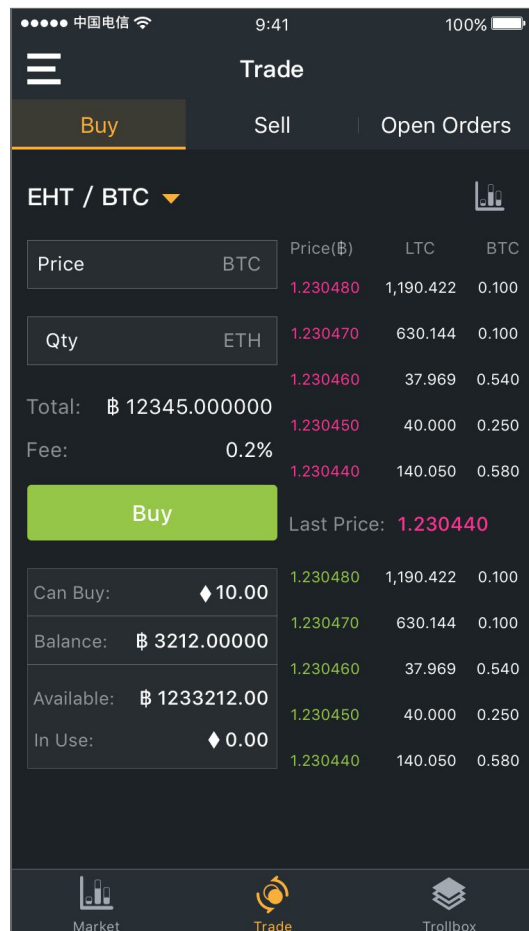 中国电信 9:41 100%
Trade
Buy Sell Open Orders
EHT / BTC
Price BTC
Qty ETH
Total: ฿ 12345.000000
Fee: 0.2%
Buy
Can Buy: ♦10.00
Balance: ฿ 3212.00000
Available: ฿ 1233212.00
In Use: ♦ 0.00
Price(฿) LTC BTC
1.230480 1,190.422 0.100
1.230470 630.144 0.100
1.230460 37.969 0.540
1.230450 40.000 0.250
1.230440 140.050 0.580
Last Price: 1.230440
1.230480 1,190.422 0.100
1.230470 630.144 0.100
1.230460 37.969 0.540
1.230450 40.000 0.250
1.230440 140.050 0.580
Market Trade Trollbox